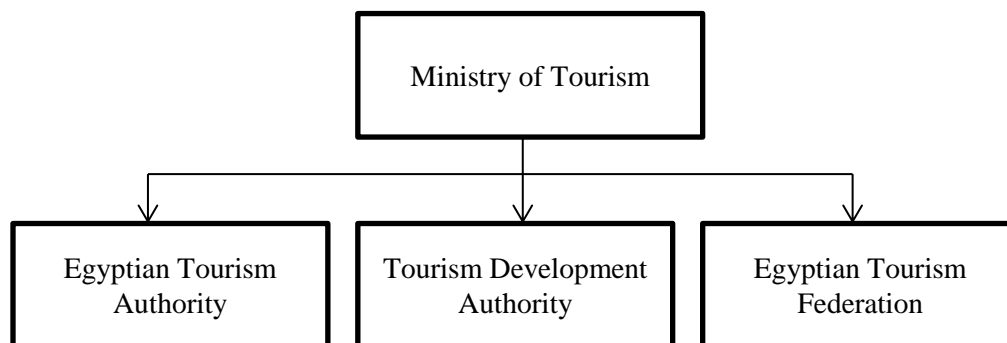 Ministry of Tourism
Egyptian Tourism
Authority
Tourism Development
Authority
Egyptian Tourism
Federation